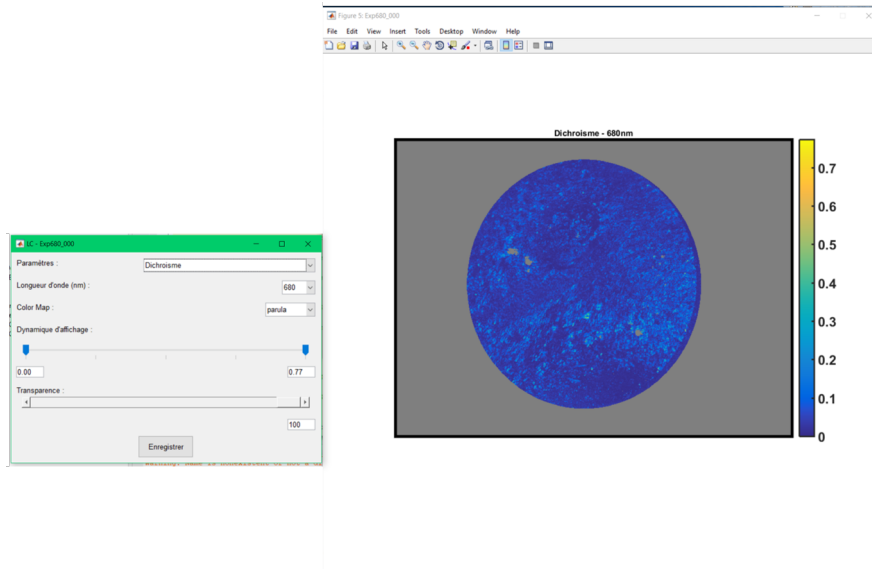 Figure 5: Exp680_000
File Edit View Insert Tools Desktop Window Help
Dichroisme - 680nm
0.7
0.6
0.5
0.4
0.3
0.2
0.1
0
LC - Exp680_000
Paramètres :
Dichroisme
Longueur d'onde (nm) :
680
Color Map :
parula
Dynamique d'affichage :
0.00
0.77
Transparence :
100
Enregistrer